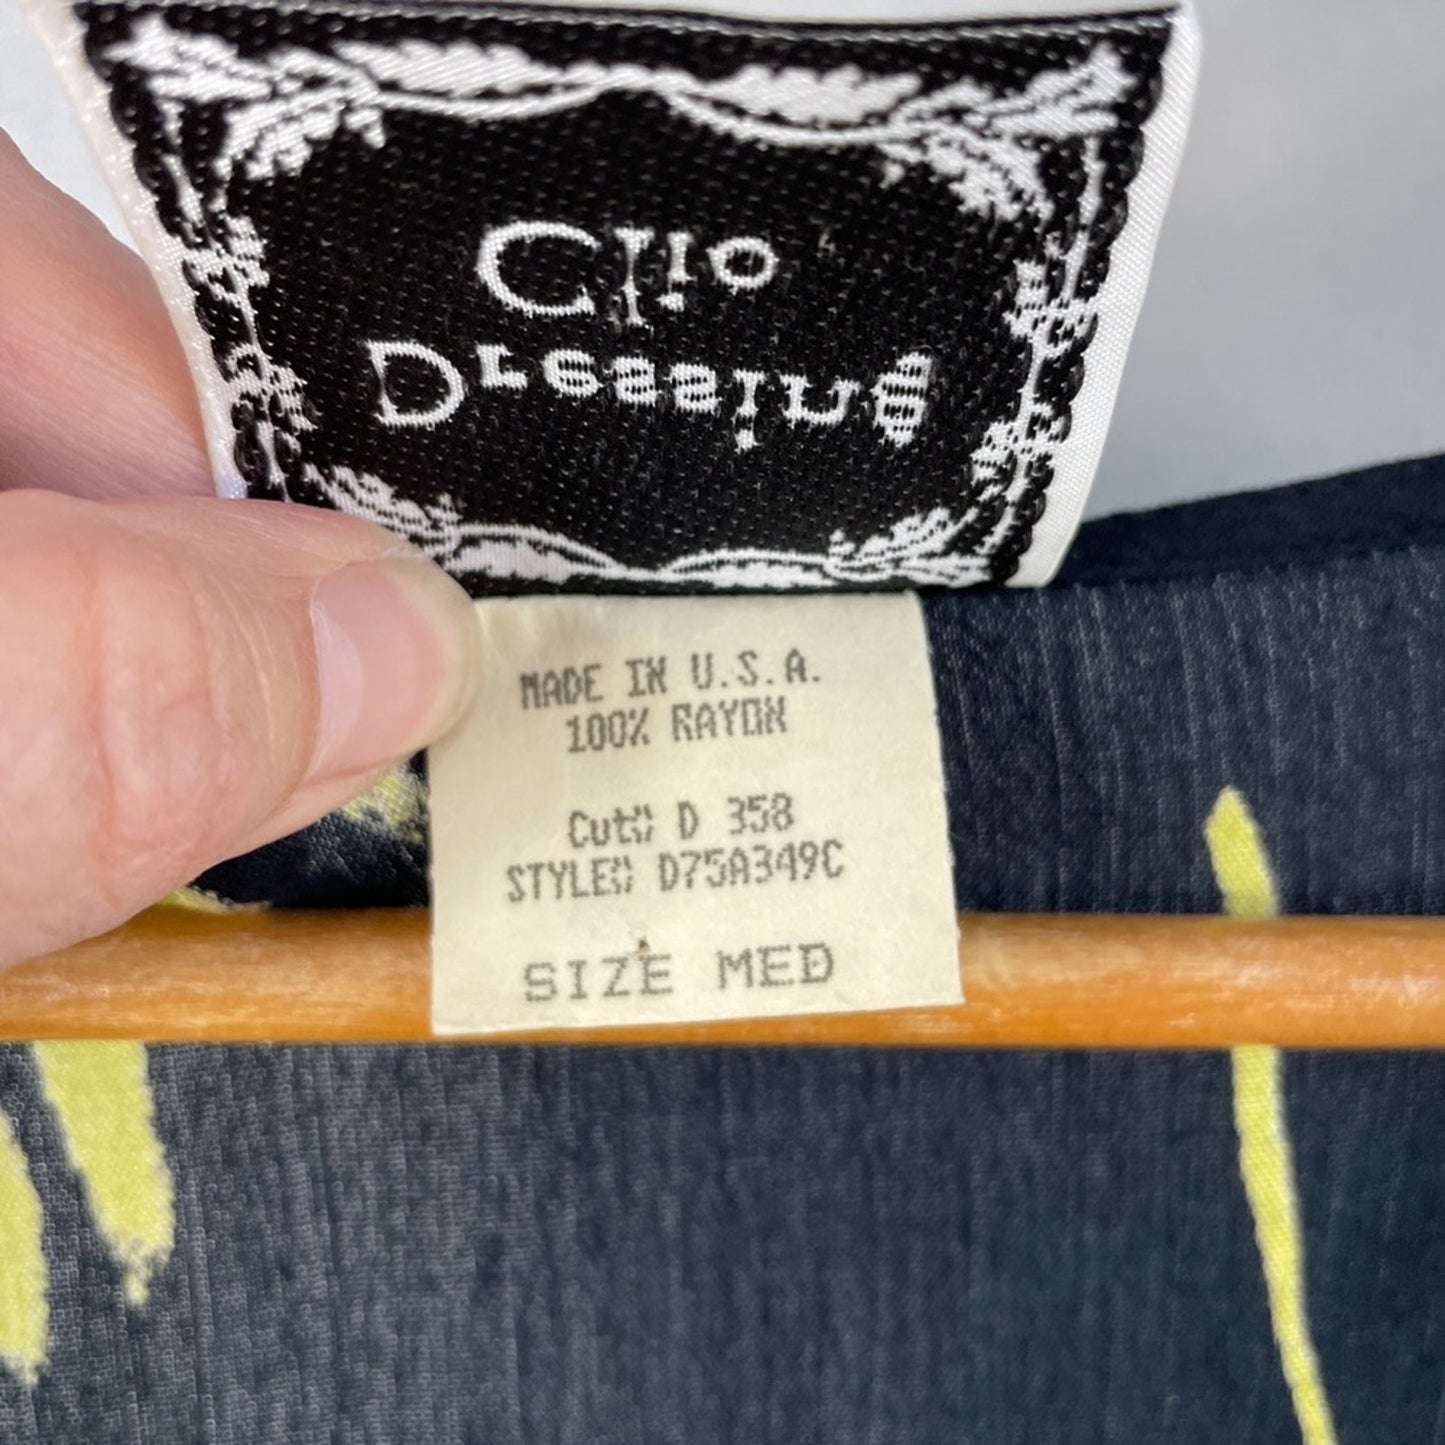 Clio
Dressing
MADE IN U.S.A.
100% RAYON
Cut# D 358
STYLE# D75A349C
SIZE MED